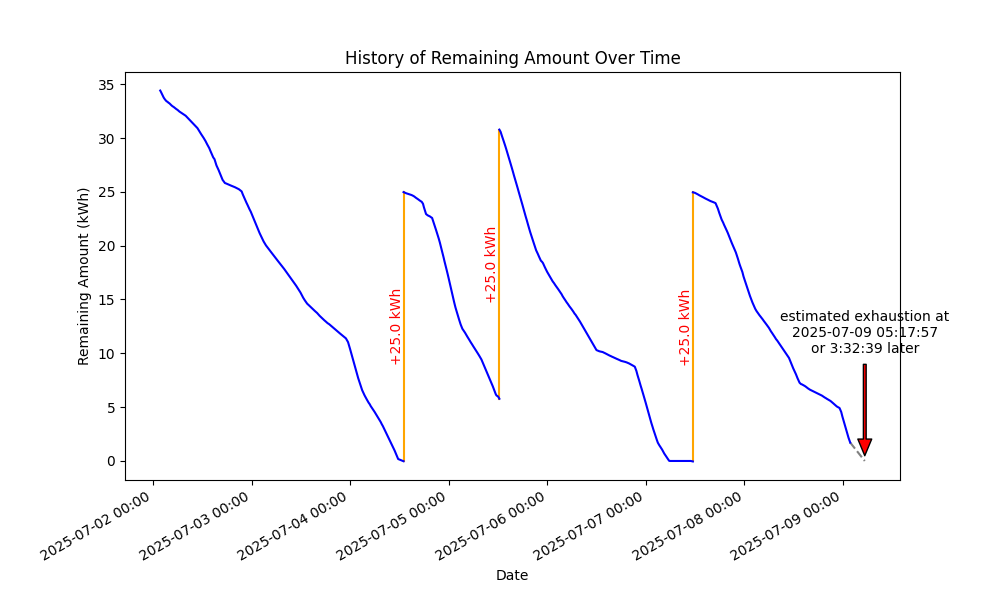 History of Remaining Amount Over Time
Remaining Amount (kWh)
35
30
25
20
15
10
5
0
+25.0 kWh
+25.0 kWh
+25.0 kWh
estimated exhaustion at
2025-07-09 05:17:57
or 3:32:39 later
2025-07-02 00:00
2025-07-03 00:00
2025-07-04 00:00
2025-07-05 00:00
2025-07-06 00:00
2025-07-07 00:00
2025-07-08 00:00
2025-07-09 00:00
Date